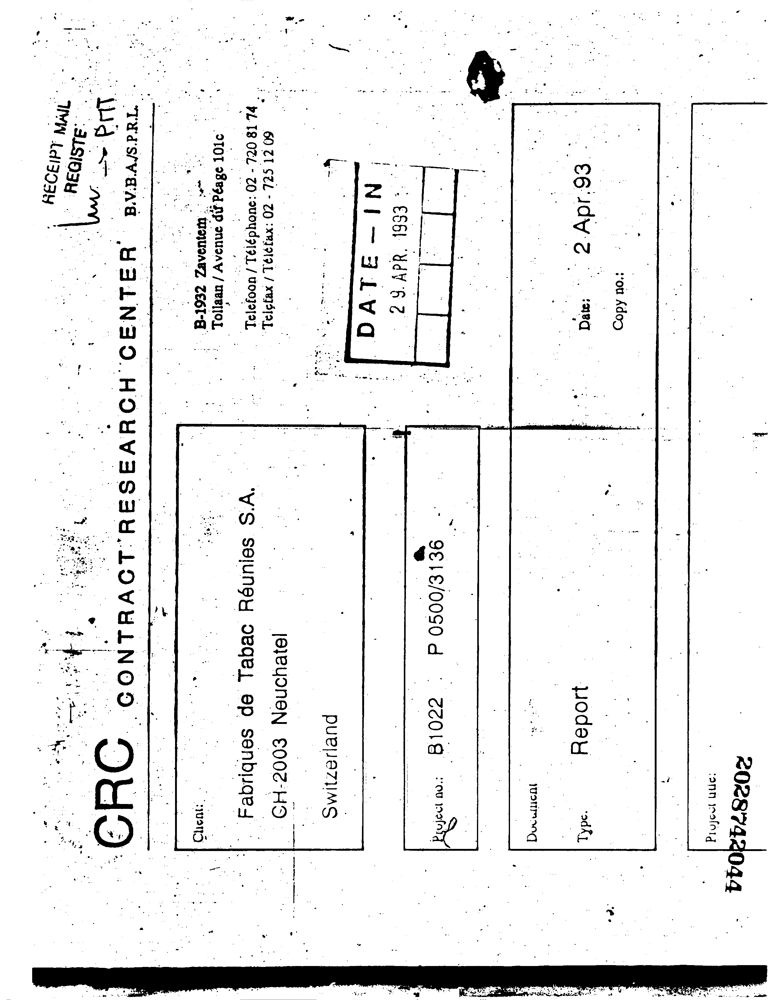 RECEIPT MAIL
REGISTE
→ PMT
CRC CONTRACT RESEARCH CENTER B.V.B.A./S.P.R.L.
B-1932 Zaventem
Tollaan / Avenue du Péage 101c
Telefoon / Téléphone: 02 - 720 81 74
Telefax / Téléfax: 02 - 725 12 09
Client:
Fabriques de Tabac Réunies S.A.
CH-2003 Neuchatel
Switzerland
DATE - IN
29. APR. 1993
Project no.: B1022 P 0500/3136
Document
Type: Report
Date: 2 Apr. 93
Copy no.:
Project title:
2028742044